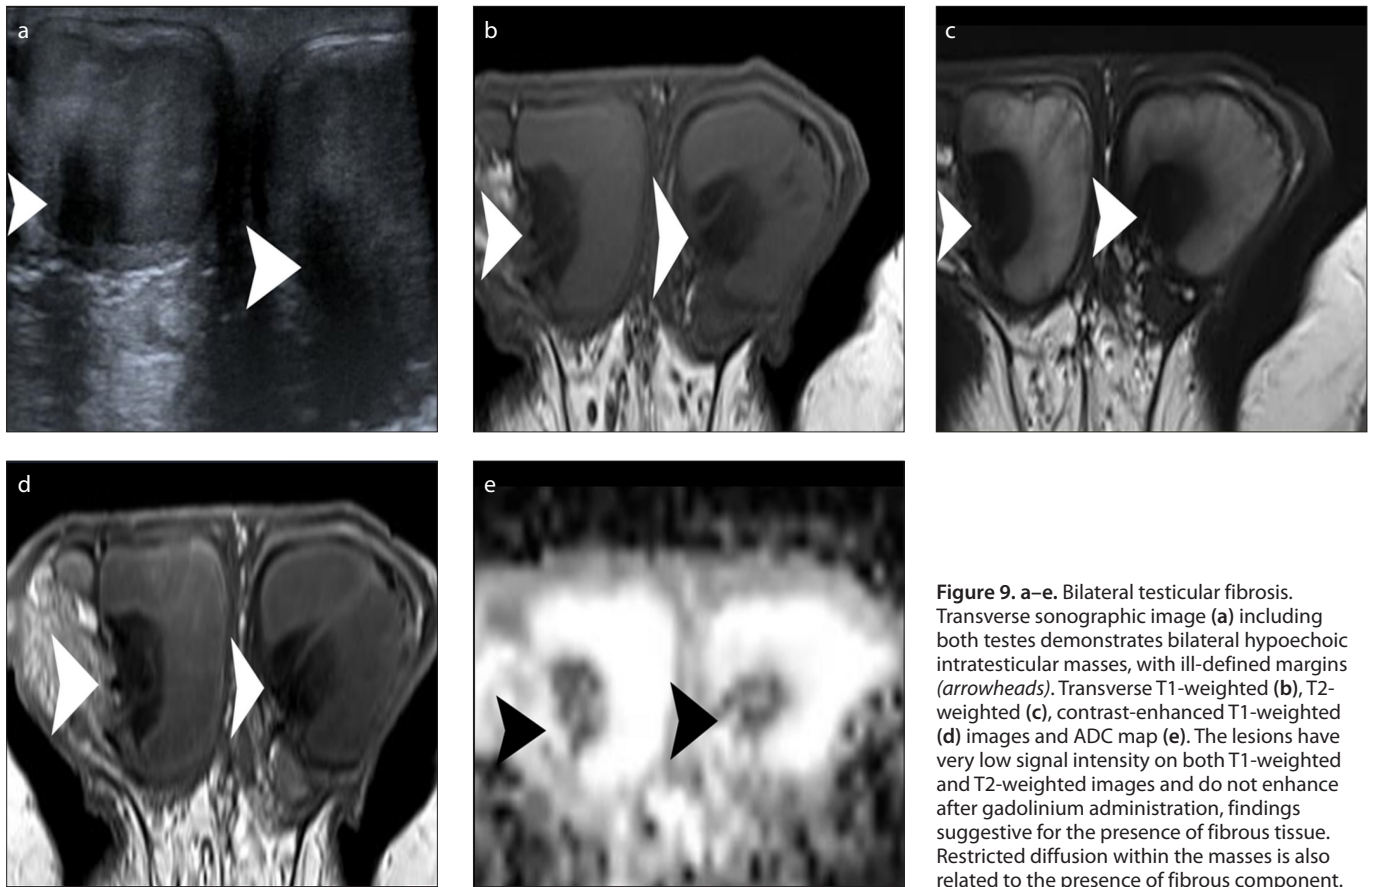 a
b
c
d
e
Figure 9. a–e. Bilateral testicular fibrosis.
Transverse sonographic image (a) including
both testes demonstrates bilateral hypoechoic
intratesticular masses, with ill-defined margins
(arrowheads). Transverse T1-weighted (b), T2-
weighted (c), contrast-enhanced T1-weighted
(d) images and ADC map (e). The lesions have
very low signal intensity on both T1-weighted
and T2-weighted images and do not enhance
after gadolinium administration, findings
suggestive for the presence of fibrous tissue.
Restricted diffusion within the masses is also
related to the presence of fibrous component.